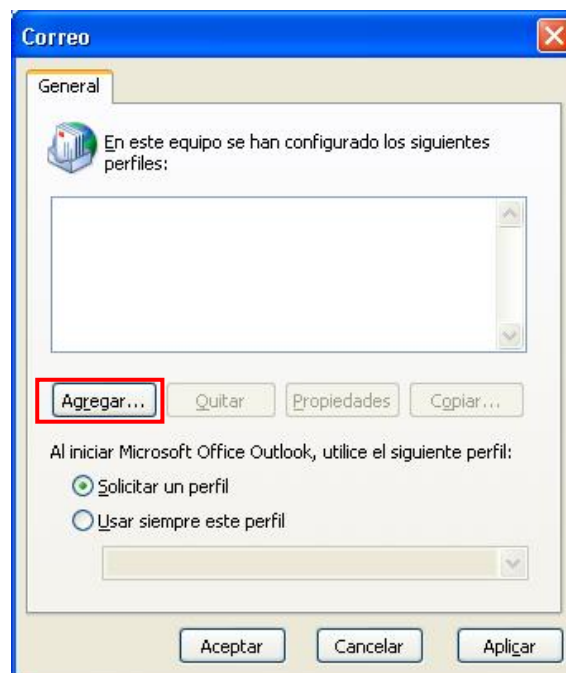 Correo
General
En este equipo se han configurado los siguientes
perfiles:
Agregar... Quitar Propiedades Copiar...
Al iniciar Microsoft Office Outlook, utilice el siguiente perfil:
Solicitar un perfil
Usar siempre este perfil
Aceptar Cancelar Aplicar